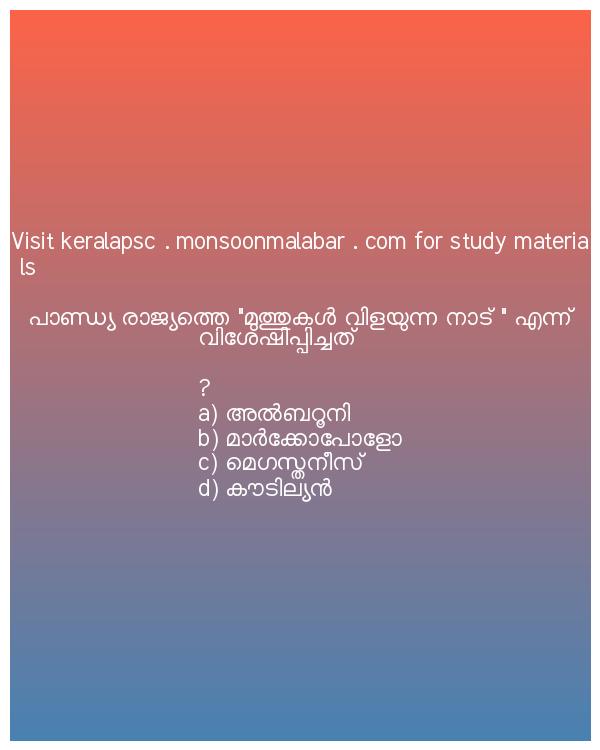 Visit keralapsc . monsoonmalabar . com for study materia
ls
പാണ്ഡ്യ രാജ്യത്തെ "മുത്തുകൾ വിളയുന്ന നാട് " എന്ന്
വിശേഷിപ്പിച്ചത്
?
a) അൽബറൂനി
b) മാർക്കോപോളോ
c) മെഗസ്തനീസ്
d) കൗടില്യൻ